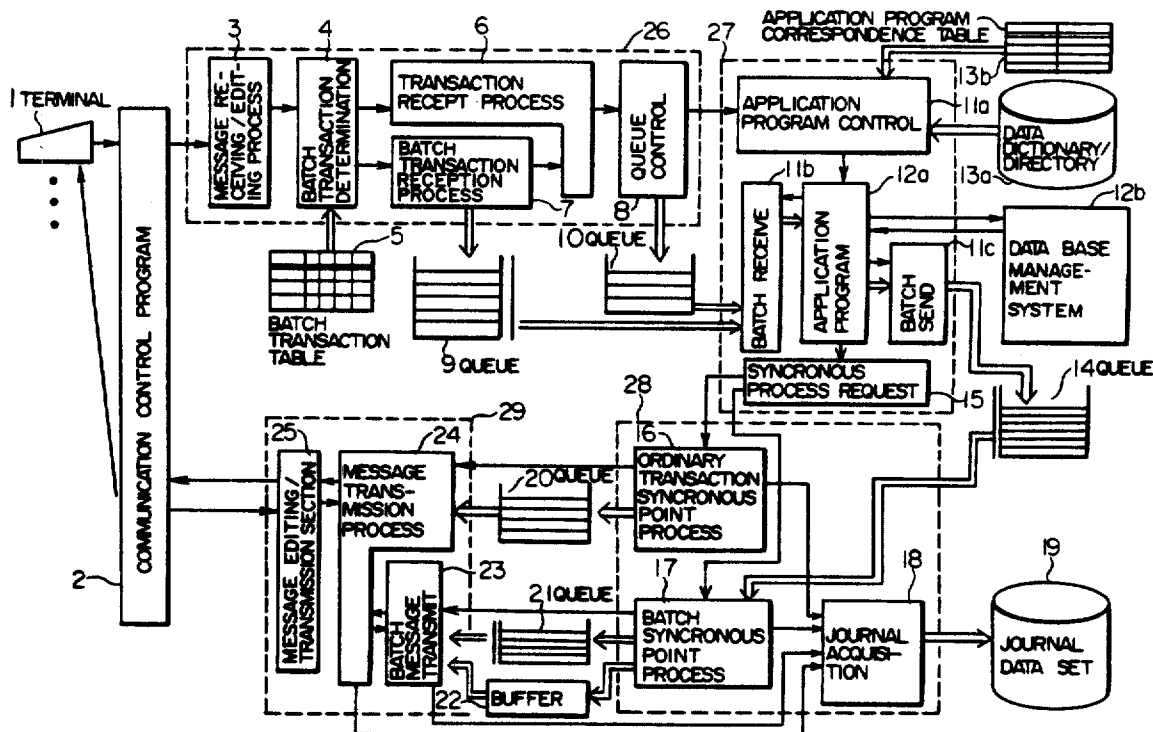 APPLICATION PROGRAM
CORRESPONDENCE TABLE
3
4
6
26
27
13b
1 TERMINAL
MESSAGE RE-
CEIVING/EDIT-
ING PROCESS
BATCH
TRANSACTION
DETERMINATION
TRANSACTION
RECEPT PROCESS
BATCH
TRANSACTION
RECEPTION
PROCESS
7
QUEUE
CONTROL
8
APPLICATION
PROGRAM CONTROL
11a
DATA
DICTIONARY/
DIRECTORY
13a
11b
12a
12b
5
BATCH
TRANSACTION
TABLE
10 QUEUE
9 QUEUE
BATCH RECEIVE
APPLICATION
PROGRAM
11c
BATCH
SEND
DATA BASE
MANAGE-
MENT
SYSTEM
COMMUNICATION CONTROL PROGRAM
2
SYNCRONOUS
PROCESS REQUEST
15
14 QUEUE
29
28
25
24
MESSAGE EDITING/
TRANSMISSION SECTION
MESSAGE
TRANS-
MISSION
PROCESS
20 QUEUE
6
ORDINARY
TRANSACTION
SYNCRONOUS
POINT
PROCESS
23
BATCH
MESSAGE
TRANSMIT
21 QUEUE
17
BATCH
SYNCRONOUS
POINT
PROCESS
18
JOURNAL
ACQUISI-
TION
19
JOURNAL
DATA SET
22
BUFFER